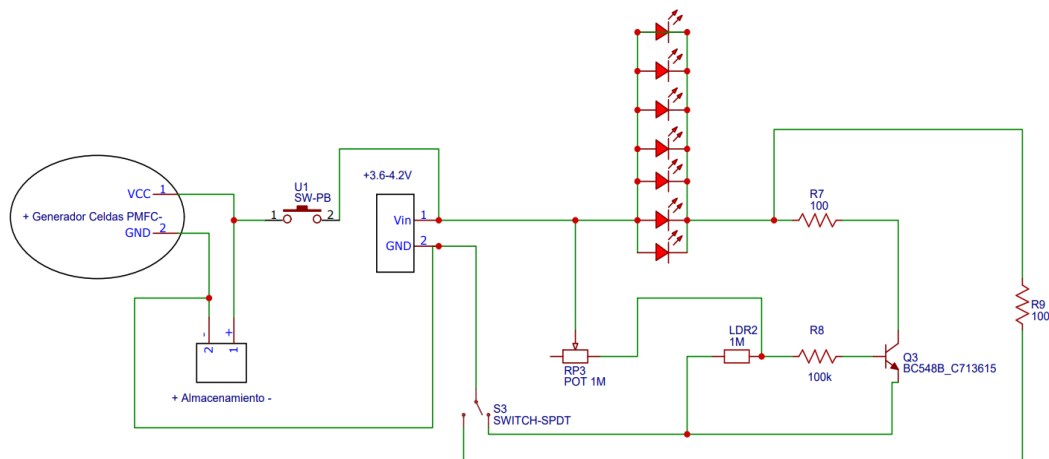 VCC
1
+ Generador Celdas PMFC-
GND
2
U1
SW-PB
1
2
+3.6-4.2V
Vin
1
GND
2
- +
2 1
+ Almacenamiento -
R7
100
R9
100
LDR2
1M
R8
100k
RP3
POT 1M
Q3
BC548B_C713615
S3
SWITCH-SPDT